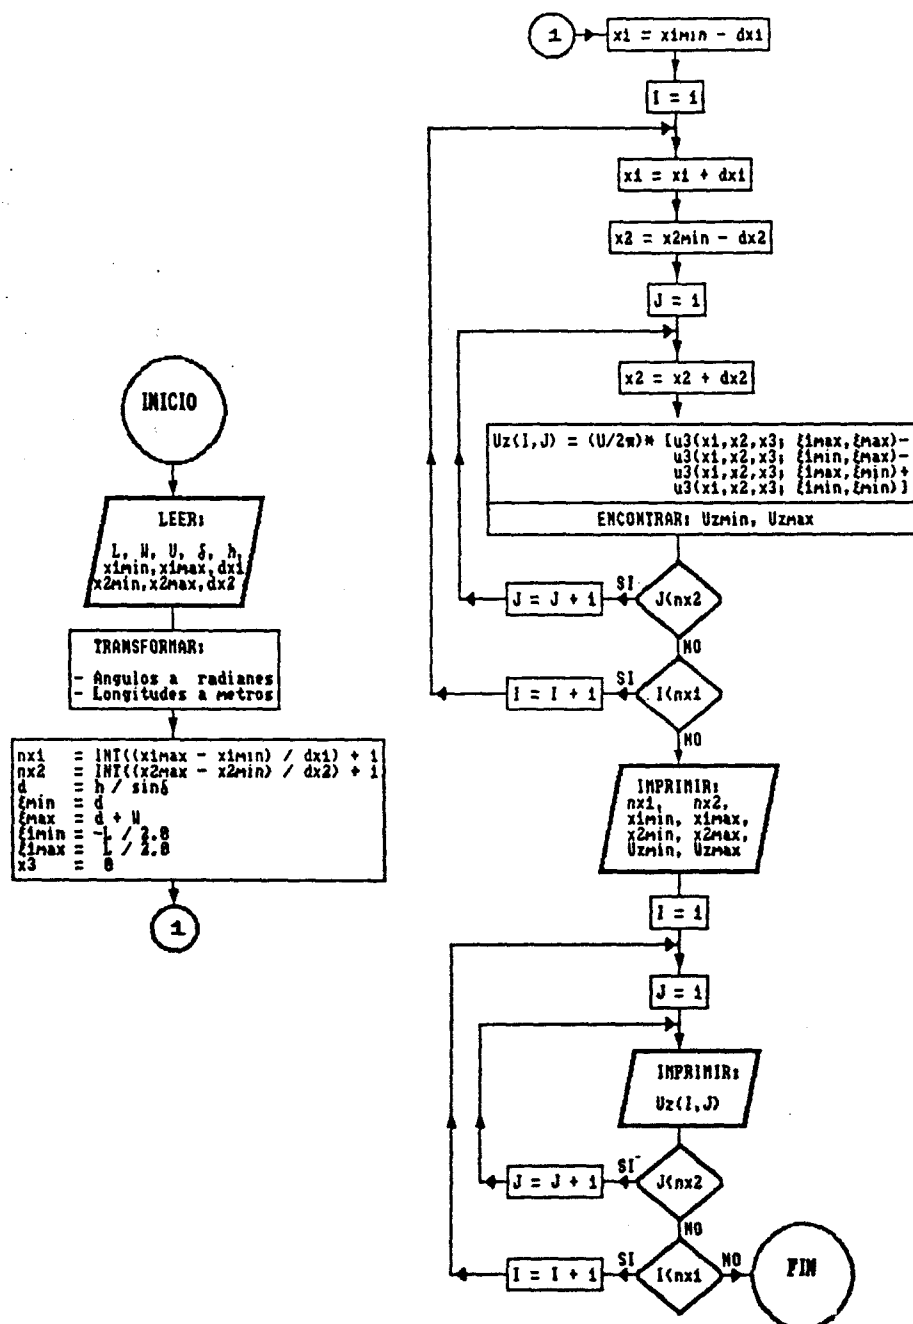 INICIO
LEER:
L, W, U, δ, h,
x1min,x1max,dx1
x2min,x2max,dx2
TRANSFORMAR:
- Angulos a radianes
- Longitudes a metros
nx1 = INT((x1max - x1min) / dx1) + 1
nx2 = INT((x2max - x2min) / dx2) + 1
d = h / sinδ
ξmin = d
ξmax = d + W
ξ1min = -L / 2.0
ξ1max = L / 2.0
x3 = 0
1
1
x1 = x1min - dx1
I = 1
x1 = x1 + dx1
x2 = x2min - dx2
J = 1
x2 = x2 + dx2
Uz(I,J) = (U/2π)* [u3(x1,x2,x3; ξ1max,ξmax)-
u3(x1,x2,x3; ξ1min,ξmax)-
u3(x1,x2,x3; ξ1max,ξmin)+
u3(x1,x2,x3; ξ1min,ξmin)]
ENCONTRAR: Uzmin, Uzmax
J = J + 1
SI
J<nx2
NO
I = I + 1
SI
I<nx1
NO
IMPRIMIR:
nx1, nx2,
x1min, x1max,
x2min, x2max,
Uzmin, Uzmax
I = 1
J = 1
IMPRIMIR:
Uz(I,J)
J = J + 1
SI
J<nx2
NO
I = I + 1
SI
I<nx1
NO
FIN